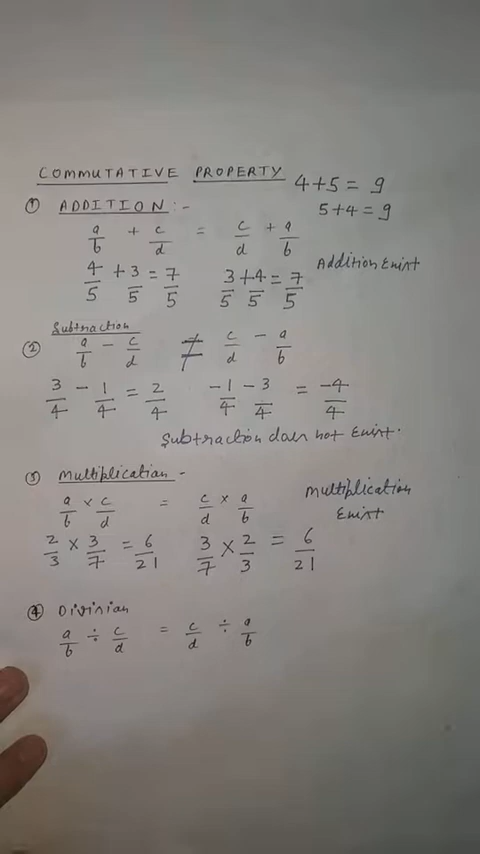 COMMUTATIVE PROPERTY 4+5 = 9
5+4 = 9
① ADDITION :-
a/b + c/d = c/d + a/b
4/5 + 3/5 = 7/5 3/5 + 4/5 = 7/5 Addition Exist
Subtraction
② a/b - c/d ≠ c/d - a/b
3/4 - 1/4 = 2/4 -1/4 - 3/4 = -4/4
Subtraction does not Exist.
③ Multiplication -
a/b × c/d = c/d × a/b Multiplication Exist
2/3 × 3/7 = 6/21 3/7 × 2/3 = 6/21
④ Division
a/b ÷ c/d = c/d ÷ a/b